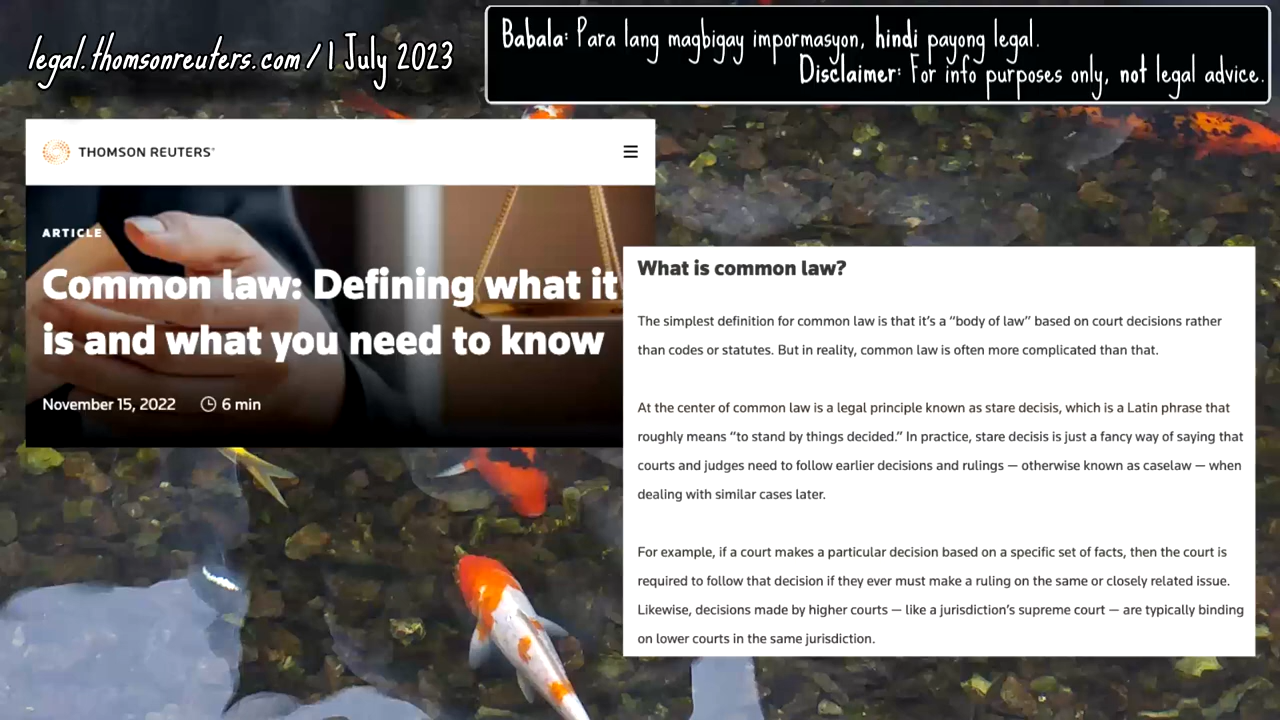 legal.thomsonreuters.com / 1 July 2023
Babala: Para lang magbigay impormasyon, hindi payong legal.
Disclaimer: For info purposes only, not legal advice.
THOMSON REUTERS
ARTICLE
Common law: Defining what it
is and what you need to know
November 15, 2022 6 min
What is common law?
The simplest definition for common law is that it's a “body of law” based on court decisions rather
than codes or statutes. But in reality, common law is often more complicated than that.
At the center of common law is a legal principle known as stare decisis, which is a Latin phrase that
roughly means “to stand by things decided.” In practice, stare decisis is just a fancy way of saying that
courts and judges need to follow earlier decisions and rulings — otherwise known as caselaw — when
dealing with similar cases later.
For example, if a court makes a particular decision based on a specific set of facts, then the court is
required to follow that decision if they ever must make a ruling on the same or closely related issue.
Likewise, decisions made by higher courts — like a jurisdiction's supreme court — are typically binding
on lower courts in the same jurisdiction.